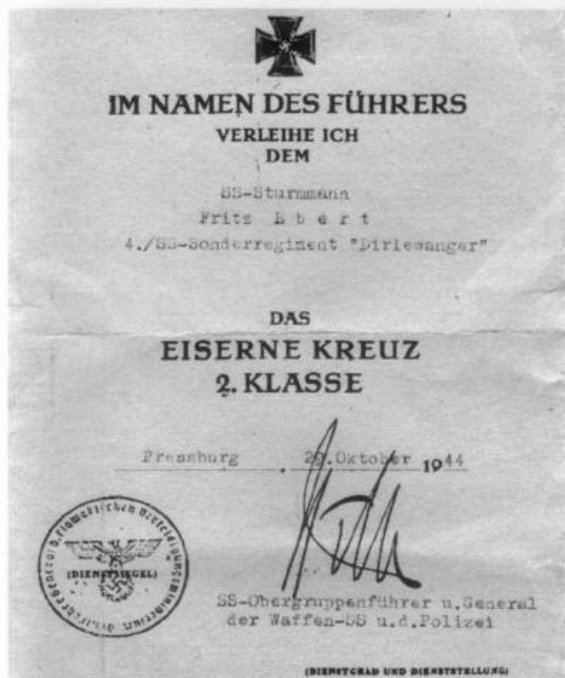 IM NAMEN DES FÜHRERS
VERLEIHE ICH
DEM
SS-Sturmmann
Fritz E b e r t
4./SS-Sonderregiment "Dirlewanger"
DAS
EISERNE KREUZ
2. KLASSE
Pressburg , 29.Oktober 1944
(DIENSTSIEGEL)
SS-Obergruppenführer u.General
der Waffen-SS u.d.Polizei
(DIENSTGRAD UND DIENSTSTELLUNG)